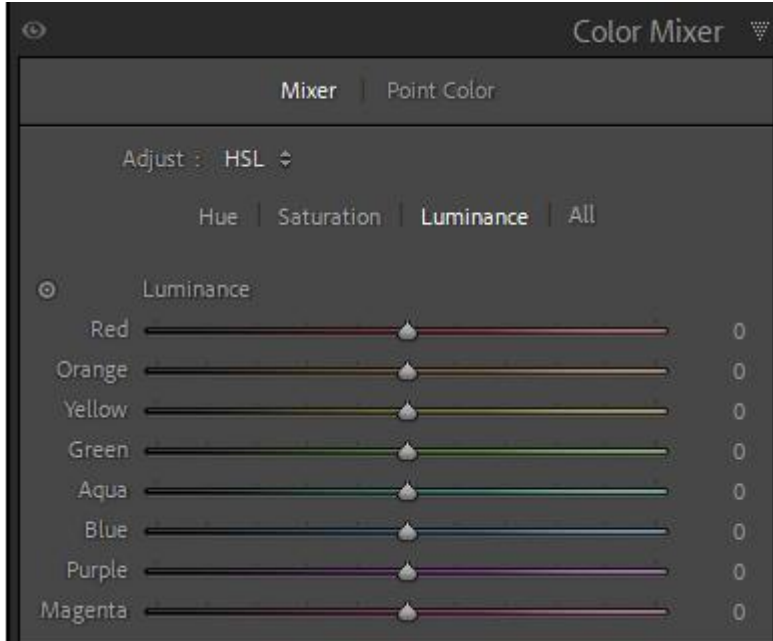 Color Mixer
Mixer Point Color
Adjust : HSL
Hue Saturation Luminance All
Luminance
Red 0
Orange 0
Yellow 0
Green 0
Aqua 0
Blue 0
Purple 0
Magenta 0